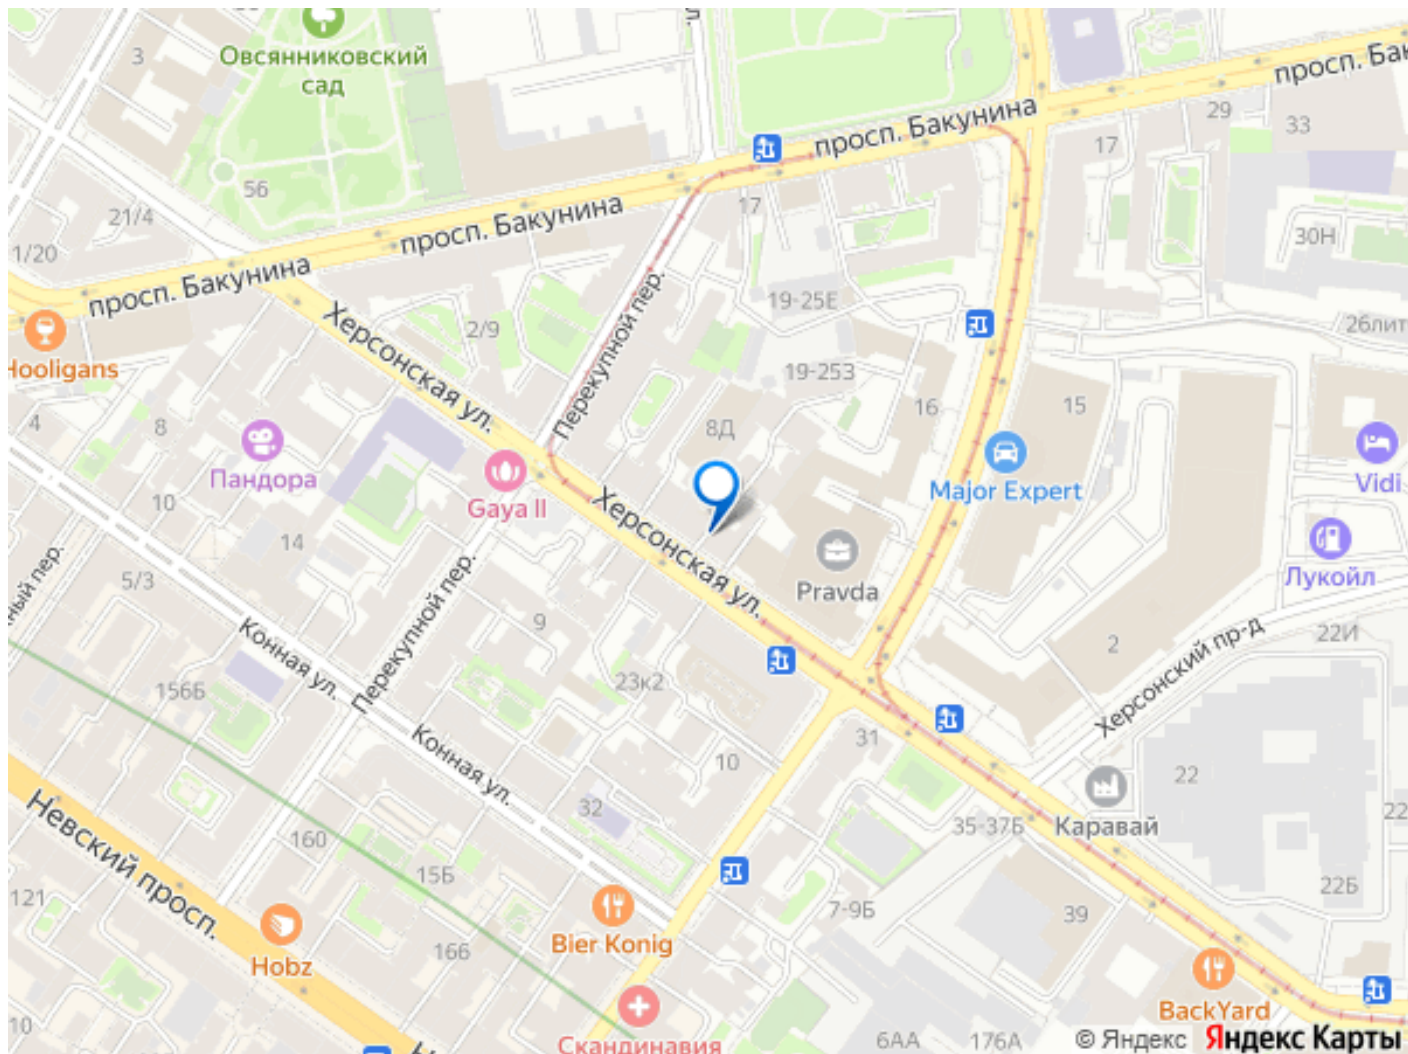 3
Овсянниковский
сад
просп. Бак
29
33
17
просп. Бакунина
56
21/4
17
просп. Бакунина
1/20
30Н
просп. Бакунина
19-25Е
Перекупной пер.
Херсонская ул.
2/9
26лит
Hooligans
19-25З
4
8
8Д
16
15
Пандора
Gaya II
Major Expert
Vidi
10
Херсонская ул.
14
5/3
Pravda
Лукойл
ный пер.
Конная ул.
Перекупной пер.
9
2
Херсонский пр-д
22И
156Б
23к2
Конная ул.
10
31
22
Невский просп.
32
35-37Б
Каравай
22
160
15Б
22Б
121
7-9Б
39
Bier Konig
166
Hobz
BackYard
10
Скандинавия
6АА
176А
© Яндекс Яндекс Карты